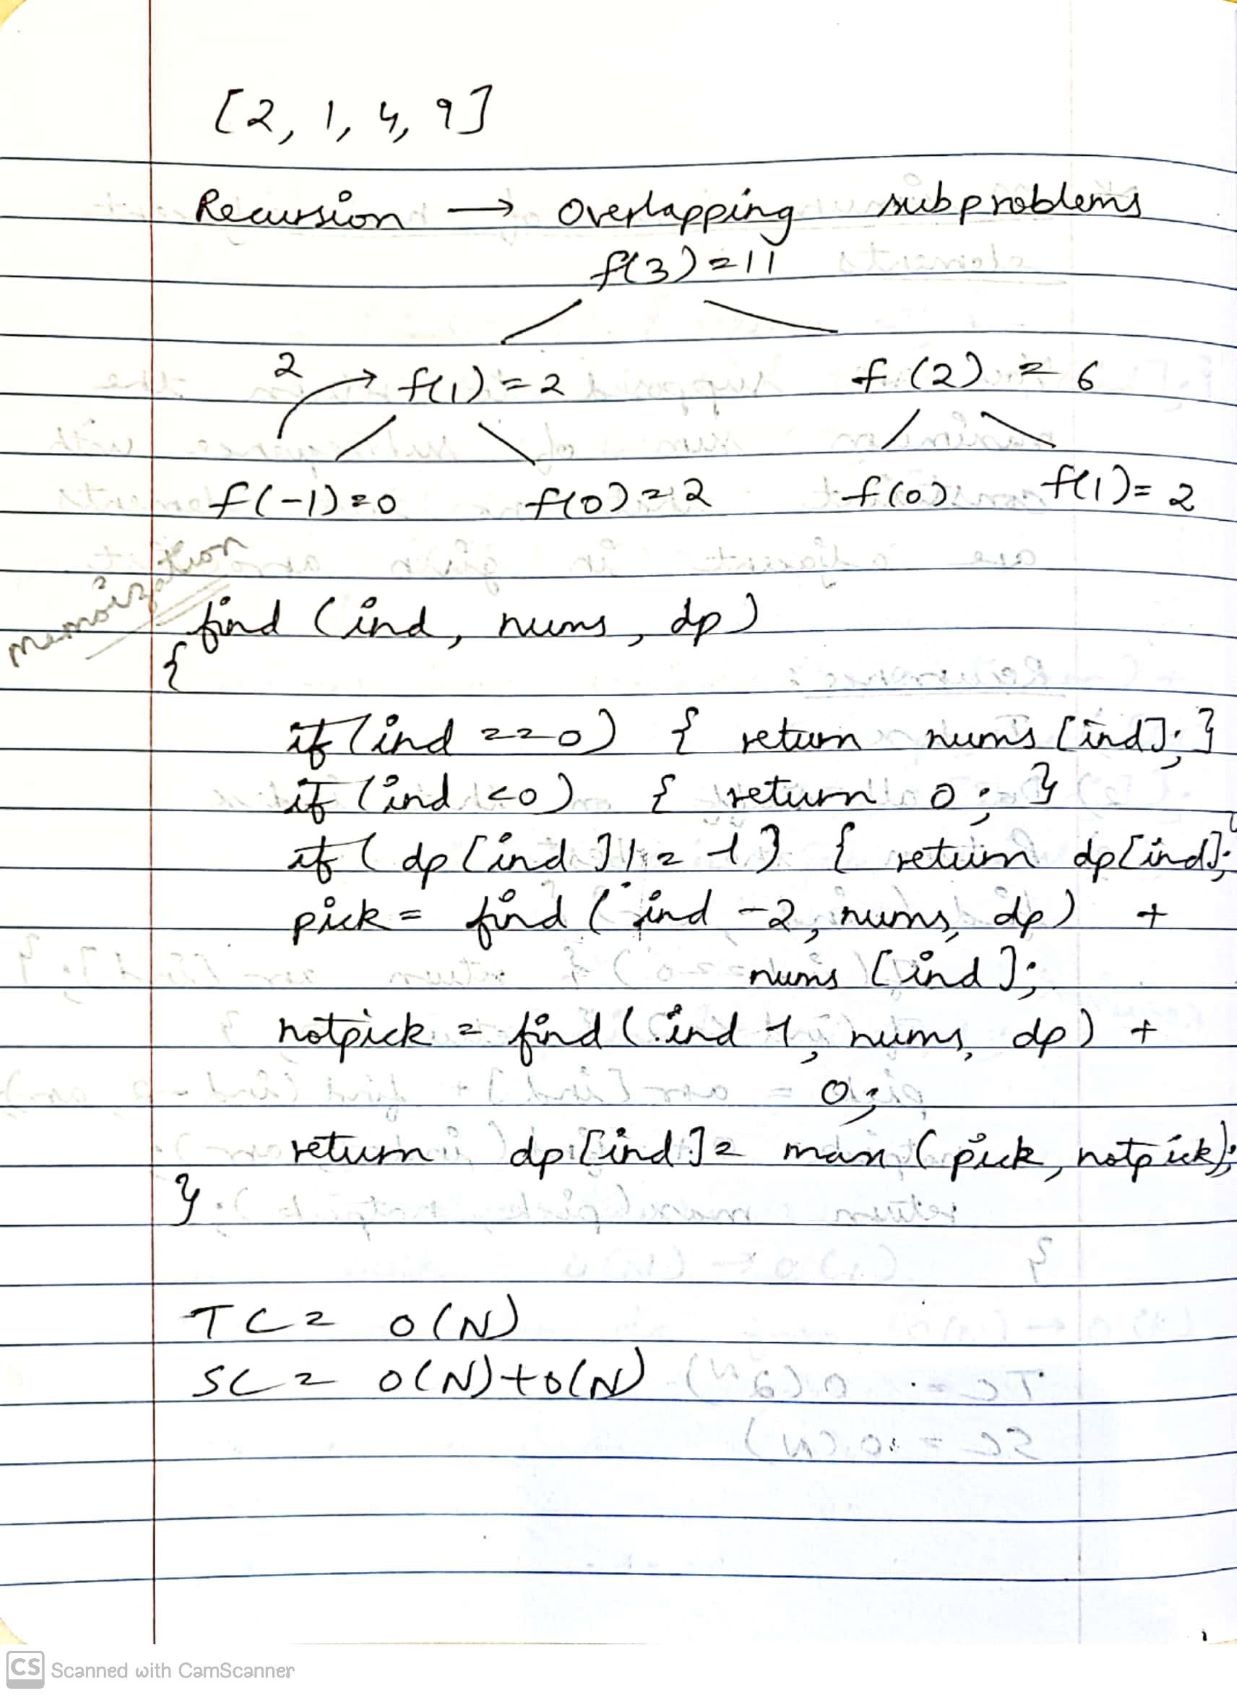 [2, 1, 4, 9]
Recursion → Overlapping subproblems
f(3)=11
2 → f(1)=2 f(2) = 6
f(-1)=0 f(0)=2 f(0) f(1)=2
memoization
find (ind, nums, dp)
{
if(ind ==0) { return nums[ind]; }
if (ind <0) { return 0; }
if ( dp [ind] != -1) { return dp[ind]; }
pick = find ( ind -2, nums, dp) +
nums [ind];
notpick = find ( ind -1, nums, dp) +
0;
return dp [ind]= max (pick, notpick);
}
TC = O(N)
SC = O(N)+O(N)
CS Scanned with CamScanner